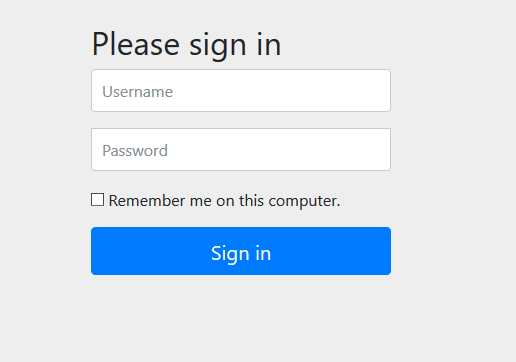 Please sign in
Username
Password
Remember me on this computer.
Sign in